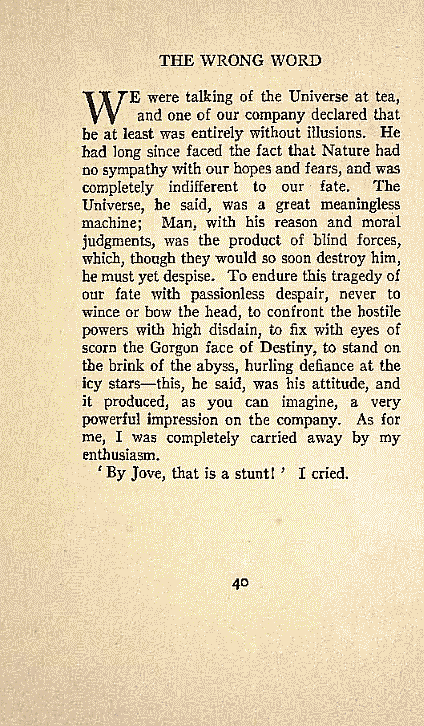 THE WRONG WORD
WE were talking of the Universe at tea,
and one of our company declared that
he at least was entirely without illusions. He
had long since faced the fact that Nature had
no sympathy with our hopes and fears, and was
completely indifferent to our fate. The
Universe, he said, was a great meaningless
machine; Man, with his reason and moral
judgments, was the product of blind forces,
which, though they would so soon destroy him,
he must yet despise. To endure this tragedy of
our fate with passionless despair, never to
wince or bow the head, to confront the hostile
powers with high disdain, to fix with eyes of
scorn the Gorgon face of Destiny, to stand on
the brink of the abyss, hurling defiance at the
icy stars—this, he said, was his attitude, and
it produced, as you can imagine, a very
powerful impression on the company. As for
me, I was completely carried away by my
enthusiasm.
‘ By Jove, that is a stunt! ’ I cried.
40